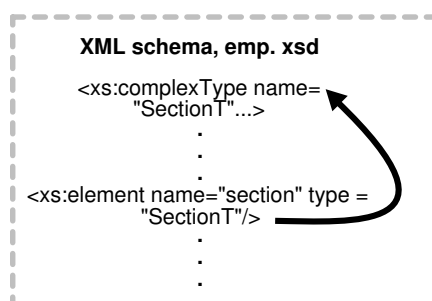 XML schema, emp. xsd
<xs:complexType name=
"SectionT"...>
.
.
.
<xs:element name="section" type =
"SectionT"/>
.
.
.